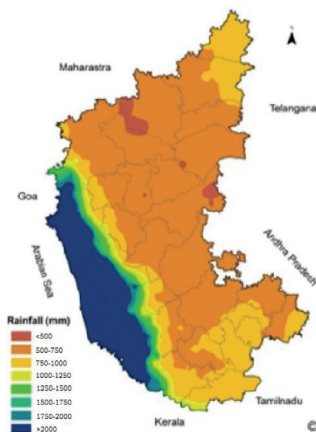 Maharastra
Telangana
Goa
Arabian Sea
Andhra Pradesh
Rainfall (mm)
<500
500-750
750-1000
1000-1250
1250-1500
1500-1750
1750-2000
>2000
Tamilnadu
Kerala
©